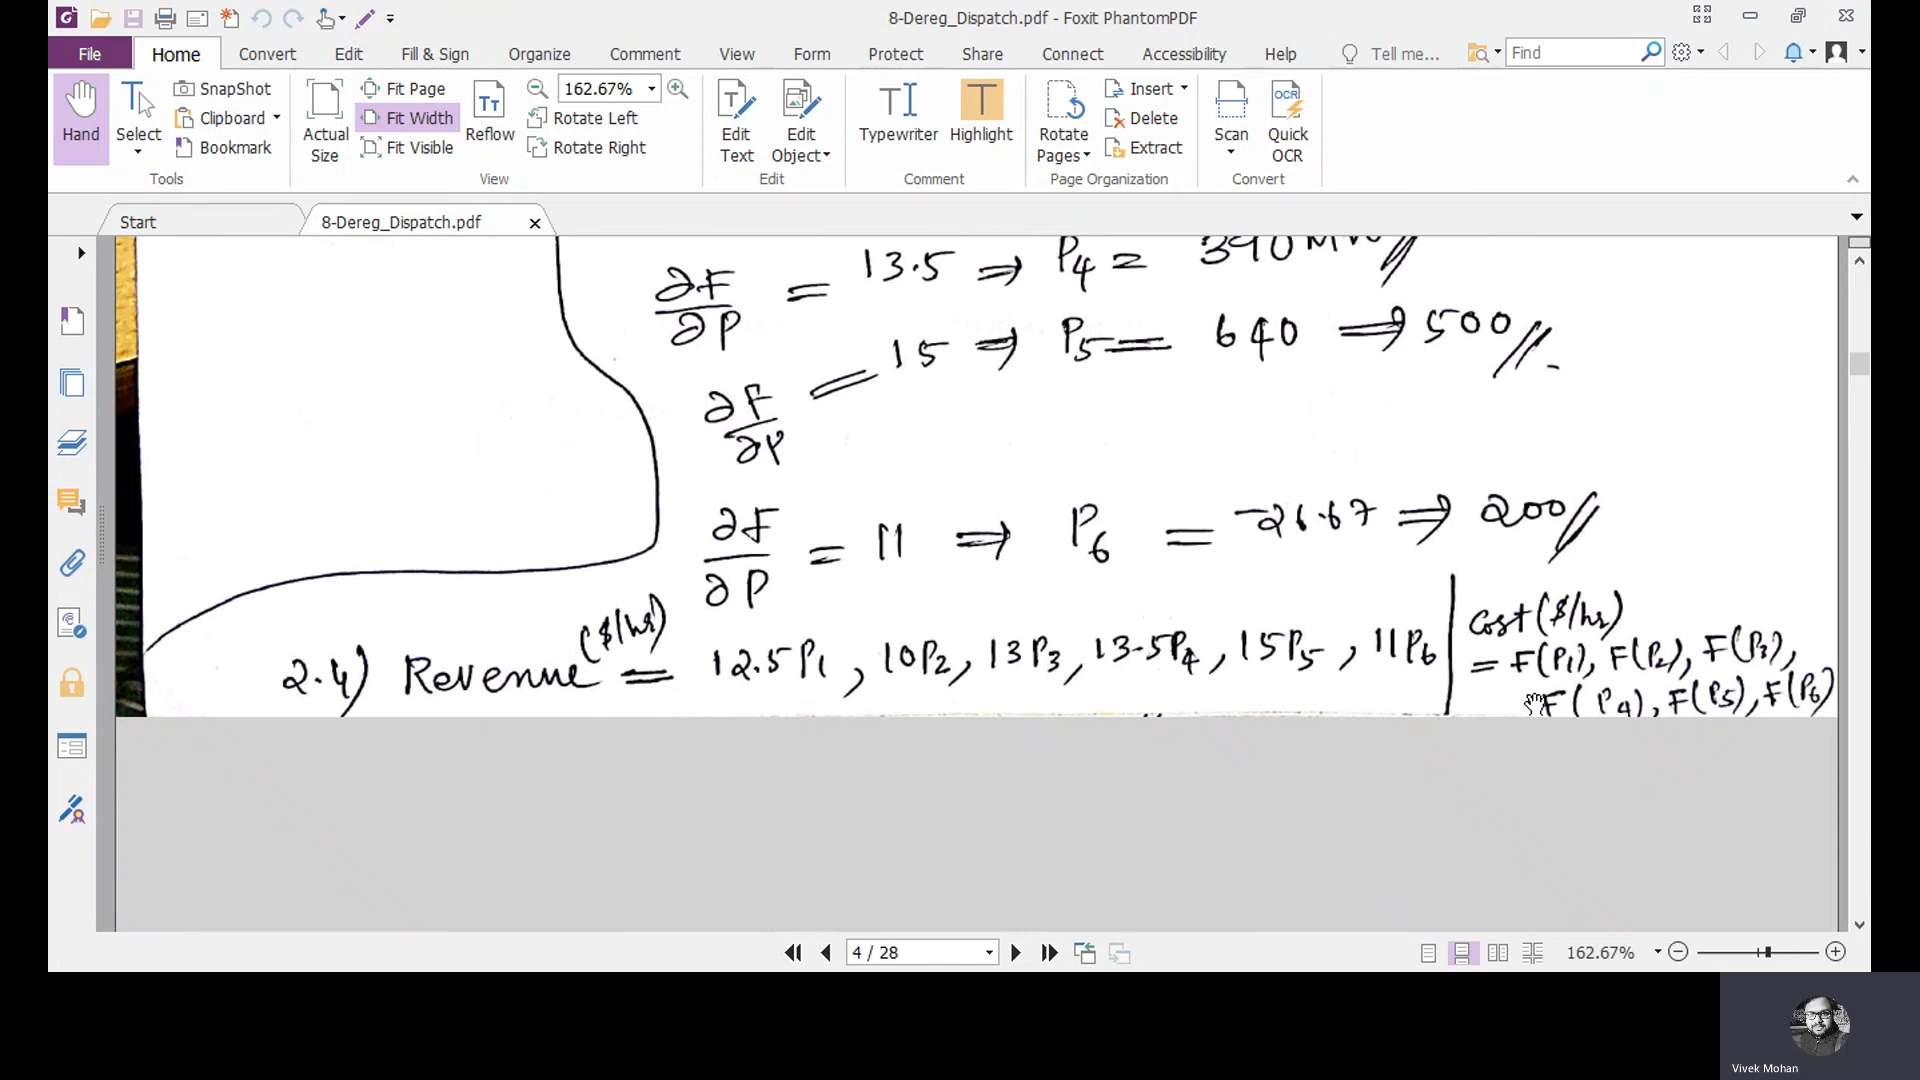 8-Dereg_Dispatch.pdf - Foxit PhantomPDF
File Home Convert Edit Fill & Sign Organize Comment View Form Protect Share Connect Accessibility Help Tell me... Find
Hand
Select
SnapShot
Clipboard
Bookmark
Tools
Actual Size
Fit Page
Fit Width
Fit Visible
Reflow
162.67%
Rotate Left
Rotate Right
View
Edit Text
Edit Object
Edit
Typewriter
Highlight
Comment
Rotate Pages
Insert
Delete
Extract
Page Organization
Scan
Quick OCR
Convert
Start
8-Dereg_Dispatch.pdf
∂F/∂P = 13.5 ⇒ P4 = 390 MW //
∂F/∂P = 15 ⇒ P5 = 640 ⇒ 500 //.
∂F/∂P = 11 ⇒ P6 = -26.67 ⇒ 200 //
2.4) Revenue ($/hr) = 12.5P1, 10P2, 13P3, 13.5P4, 15P5, 11P6
Cost ($/hr)
= F(P1), F(P2), F(P3),
F(P4), F(P5), F(P6)
4 / 28
162.67%
Vivek Mohan